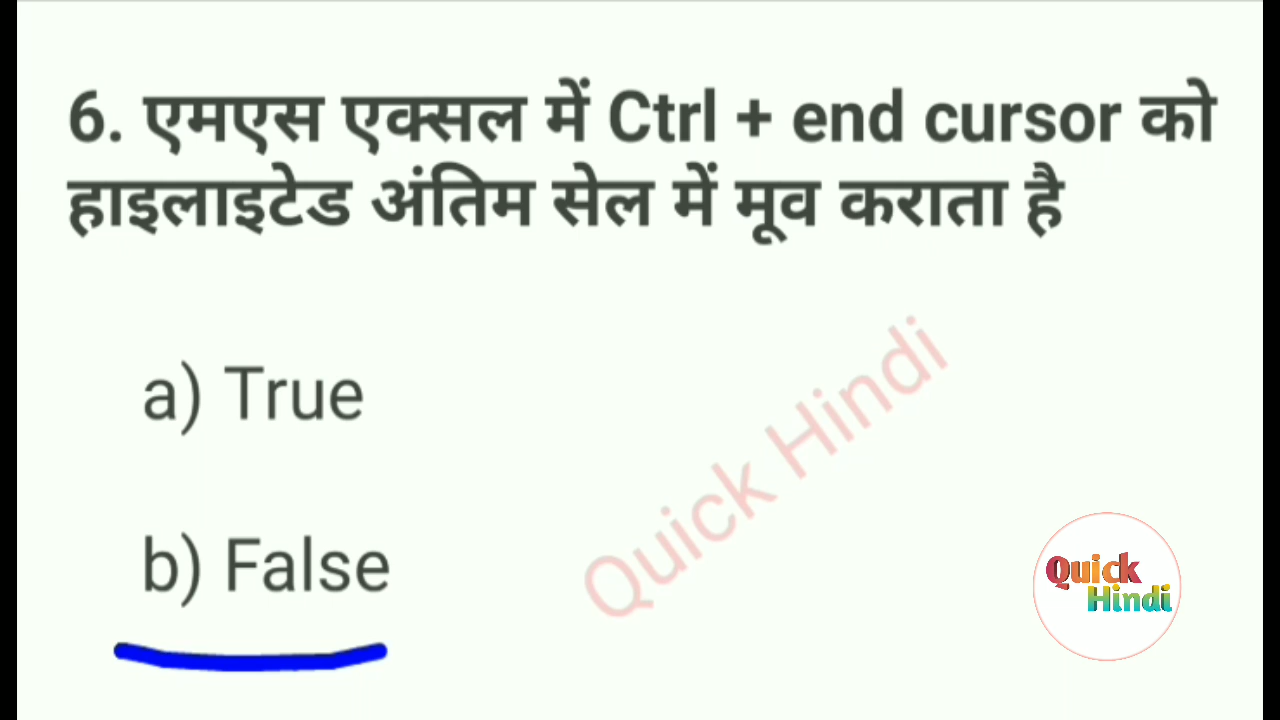 6. एमएस एक्सल में Ctrl + end cursor को
हाइलाइटेड अंतिम सेल में मूव कराता है
a) True
b) False
Quick Hindi
Quick
Hindi